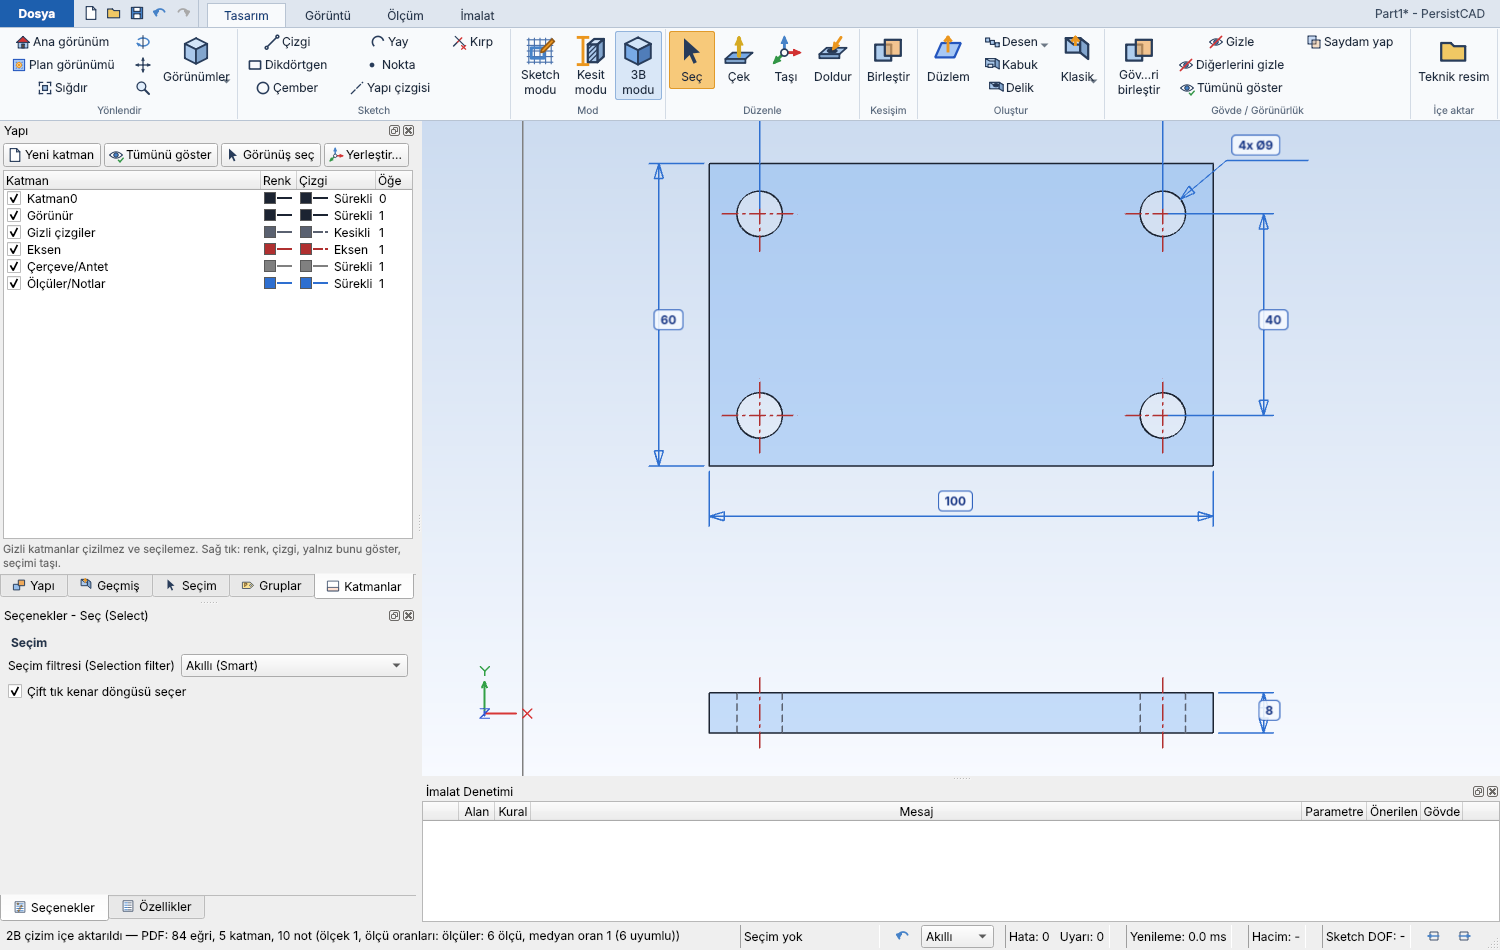 Dosya
Tasarım Görüntü Ölçüm İmalat
Part1* - PersistCAD
Ana görünüm
Plan görünümü
Sığdır
Görünümler
Yönlendir
Çizgi Yay Kırp
Dikdörtgen Nokta
Çember Yapı çizgisi
Sketch
Sketch modu
Kesit modu
3B modu
Mod
Seç Çek Taşı Doldur
Düzenle
Birleştir
Kesişim
Düzlem
Desen
Kabuk
Delik
Klasik
Oluştur
Göv...ri birleştir
Gizle
Diğerlerini gizle
Tümünü göster
Saydam yap
Gövde / Görünürlük
Teknik resim
İçe aktar
Yapı
Yeni katman Tümünü göster Görünüş seç Yerleştir...
Katman Renk Çizgi Öğe
Katman0 Sürekli 0
Görünür Sürekli 1
Gizli çizgiler Kesikli 1
Eksen Eksen 1
Çerçeve/Antet Sürekli 1
Ölçüler/Notlar Sürekli 1
Gizli katmanlar çizilmez ve seçilemez. Sağ tık: renk, çizgi, yalnız bunu göster,
seçimi taşı.
Yapı Geçmiş Seçim Gruplar Katmanlar
Seçenekler - Seç (Select)
Seçim
Seçim filtresi (Selection filter) Akıllı (Smart)
Çift tık kenar döngüsü seçer
Seçenekler Özellikler
4x Ø9
60
40
100
8
Y
Z X
İmalat Denetimi
Alan Kural Mesaj Parametre Önerilen Gövde
2B çizim içe aktarıldı — PDF: 84 eğri, 5 katman, 10 not (ölçek 1, ölçü oranları: ölçüler: 6 ölçü, medyan oran 1 (6 uyumlu))
Seçim yok
Akıllı
Hata: 0 Uyarı: 0
Yenileme: 0.0 ms
Hacim: -
Sketch DOF: -